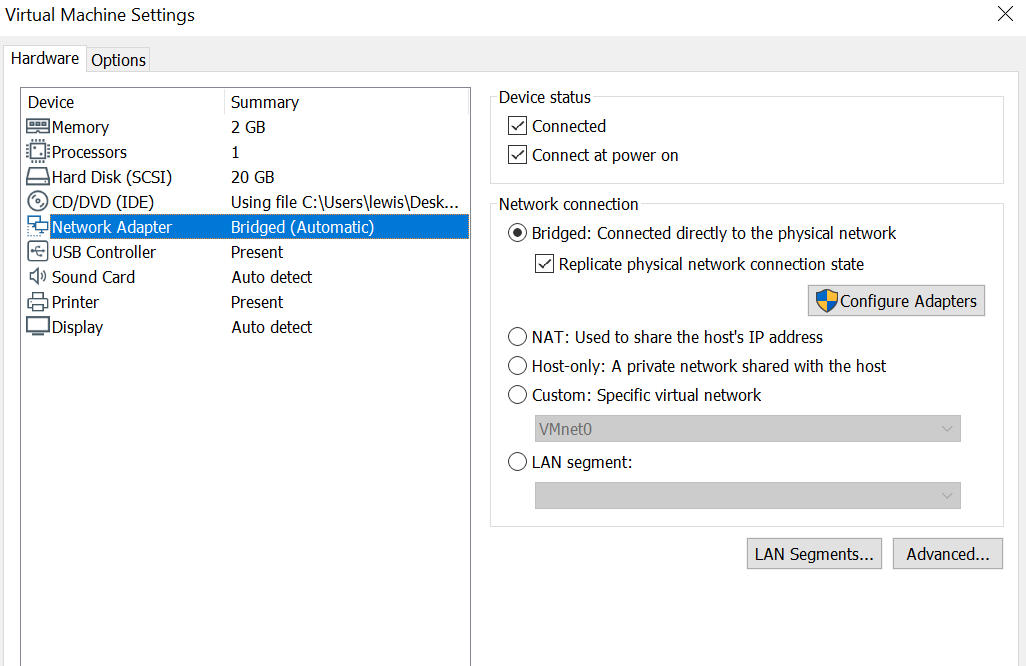 Virtual Machine Settings
Hardware Options
Device Summary
Memory 2 GB
Processors 1
Hard Disk (SCSI) 20 GB
CD/DVD (IDE) Using file C:\Users\lewis\Desk...
Network Adapter Bridged (Automatic)
USB Controller Present
Sound Card Auto detect
Printer Present
Display Auto detect
Device status
Connected
Connect at power on
Network connection
Bridged: Connected directly to the physical network
Replicate physical network connection state
Configure Adapters
NAT: Used to share the host's IP address
Host-only: A private network shared with the host
Custom: Specific virtual network
VMnet0
LAN segment:
LAN Segments... Advanced...